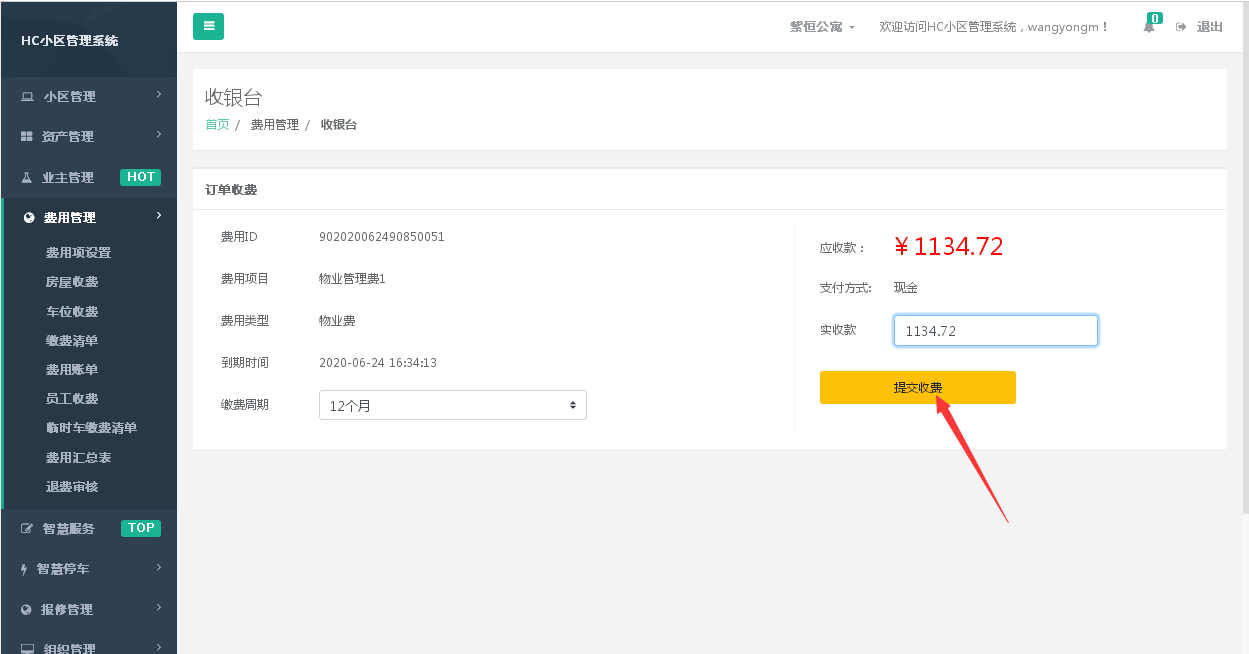 HC小区管理系统
紫恒公寓
欢迎访问HC小区管理系统，wangyongm！
0
退出
小区管理
资产管理
业主管理 HOT
费用管理
费用项设置
房屋收费
车位收费
缴费清单
费用账单
员工收费
临时车缴费清单
费用汇总表
退费审核
智慧服务 TOP
智慧停车
报修管理
组织管理
收银台
首页 / 费用管理 / 收银台
订单收费
费用ID 902020062490850051
费用项目 物业管理费1
费用类型 物业费
到期时间 2020-06-24 16:34:13
缴费周期 12个月
应收款： ￥1134.72
支付方式: 现金
实收款 1134.72
提交收费